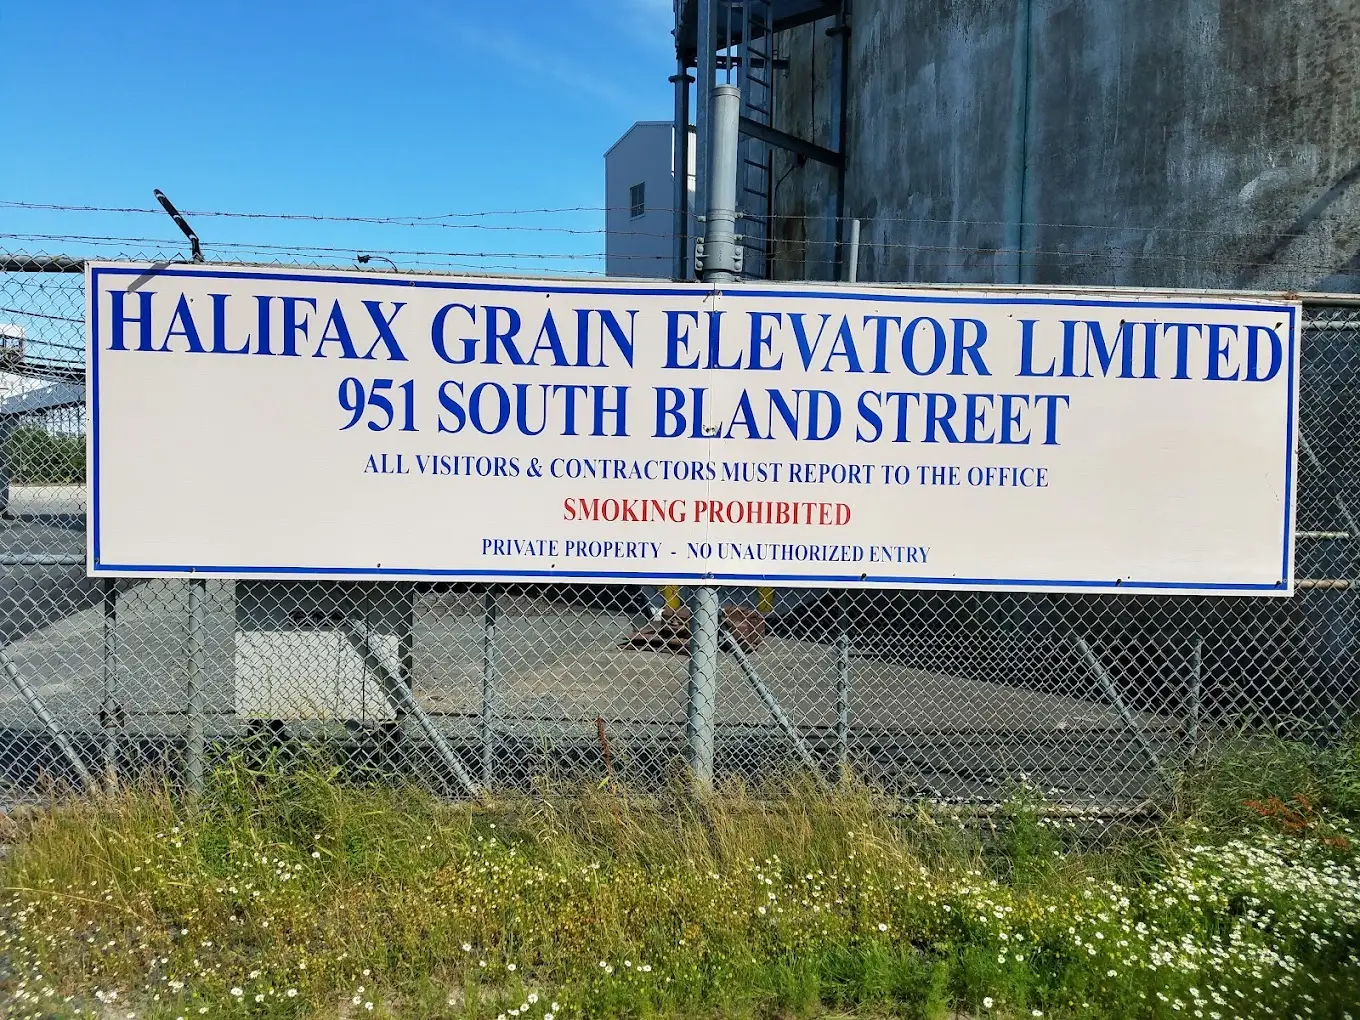 HALIFAX GRAIN ELEVATOR LIMITED
951 SOUTH BLAND STREET
ALL VISITORS & CONTRACTORS MUST REPORT TO THE OFFICE
SMOKING PROHIBITED
PRIVATE PROPERTY - NO UNAUTHORIZED ENTRY